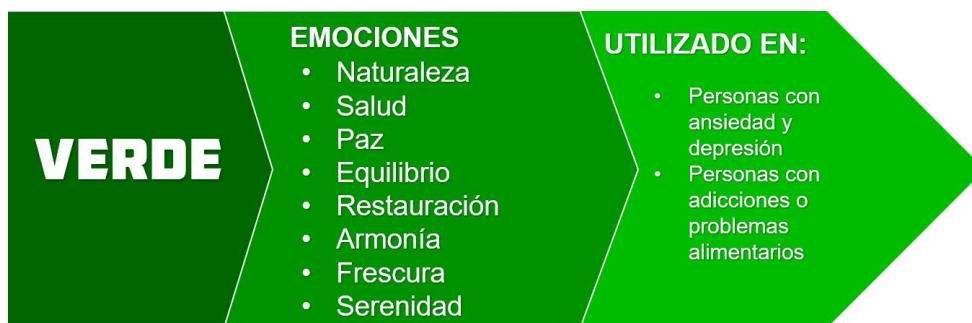 VERDE
EMOCIONES
• Naturaleza
• Salud
• Paz
• Equilibrio
• Restauración
• Armonía
• Frescura
• Serenidad
UTILIZADO EN:
• Personas con
ansiedad y
depresión
• Personas con
adicciones o
problemas
alimentarios